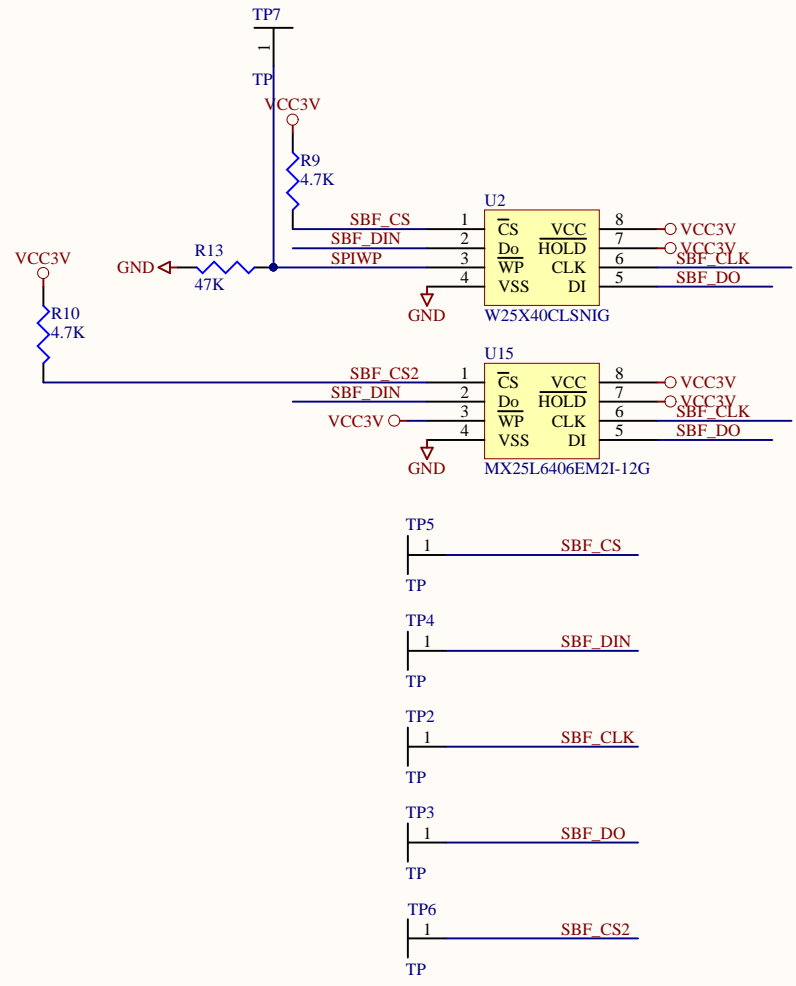 TP7
1
TP
VCC3V
R9
4.7K
U2
SBF_CS 1 CS VCC 8 VCC3V
SBF_DIN 2 Do HOLD 7 VCC3V
GND R13 47K SPIWP 3 WP CLK 6 SBF_CLK
4 VSS DI 5 SBF_DO
GND
W25X40CLSNIG
VCC3V
R10
4.7K
U15
SBF_CS2 1 CS VCC 8 VCC3V
SBF_DIN 2 Do HOLD 7 VCC3V
VCC3V 3 WP CLK 6 SBF_CLK
4 VSS DI 5 SBF_DO
GND
MX25L6406EM2I-12G
TP5
1 SBF_CS
TP
TP4
1 SBF_DIN
TP
TP2
1 SBF_CLK
TP
TP3
1 SBF_DO
TP
TP6
1 SBF_CS2
TP